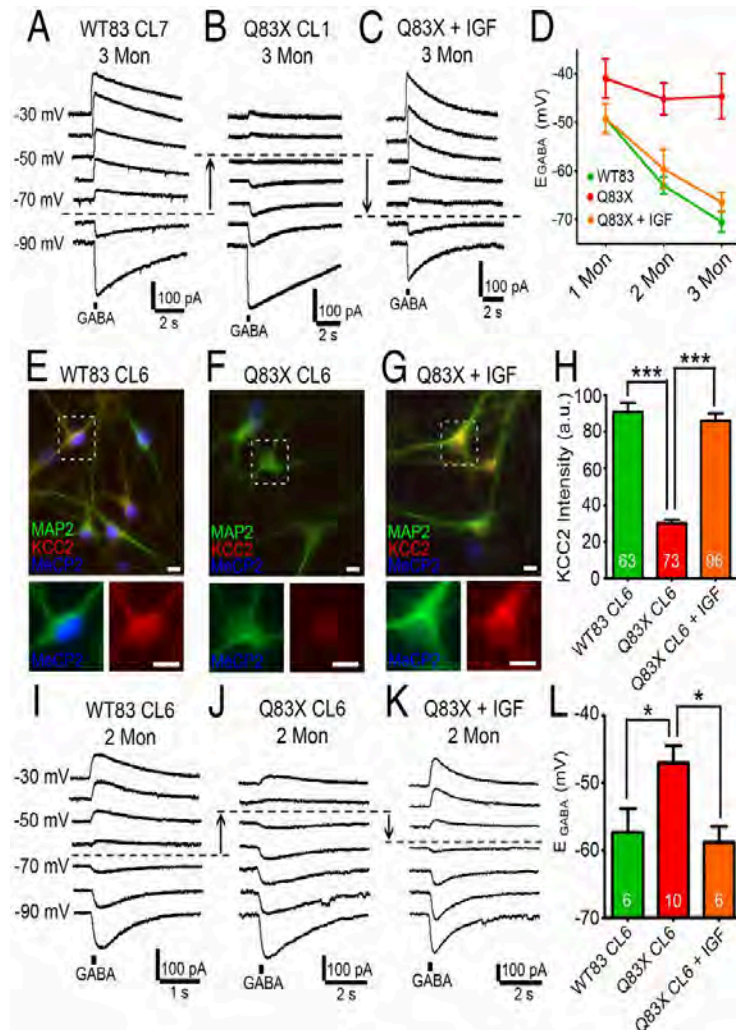 A WT83 CL7 3 Mon
B Q83X CL1 3 Mon
C Q83X + IGF 3 Mon
-30 mV
-50 mV
-70 mV
-90 mV
GABA
100 pA
2 s
GABA
100 pA
2 s
GABA
100 pA
2 s
D
E GABA (mV)
-40
-50
-60
-70
WT83
Q83X
Q83X + IGF
1 Mon
2 Mon
3 Mon
E WT83 CL6
MAP2
KCC2
MeCP2
MeCP2
F Q83X CL6
MAP2
KCC2
MeCP2
MeCP2
G Q83X + IGF
MAP2
KCC2
MeCP2
MeCP2
H
KCC2 Intensity (a.u.)
100
80
60
40
20
0
***
***
63
73
96
WT83 CL6
Q83X CL6
Q83X CL6 + IGF
I WT83 CL6 2 Mon
J Q83X CL6 2 Mon
K Q83X + IGF 2 Mon
-30 mV
-50 mV
-70 mV
-90 mV
GABA
100 pA
1 s
GABA
100 pA
2 s
GABA
100 pA
2 s
L
E GABA (mV)
-40
-50
-60
-70
*
*
6
10
6
WT83 CL6
Q83X CL6
Q83X CL6 + IGF